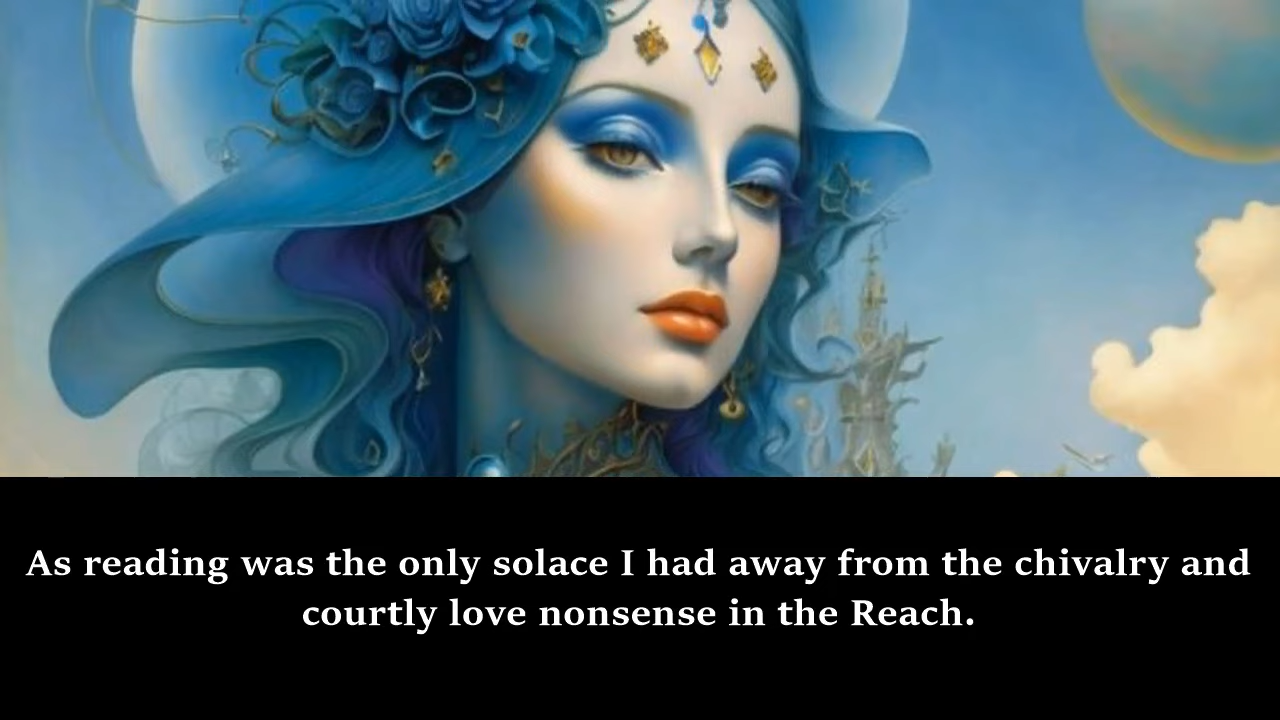 As reading was the only solace I had away from the chivalry and
courtly love nonsense in the Reach.